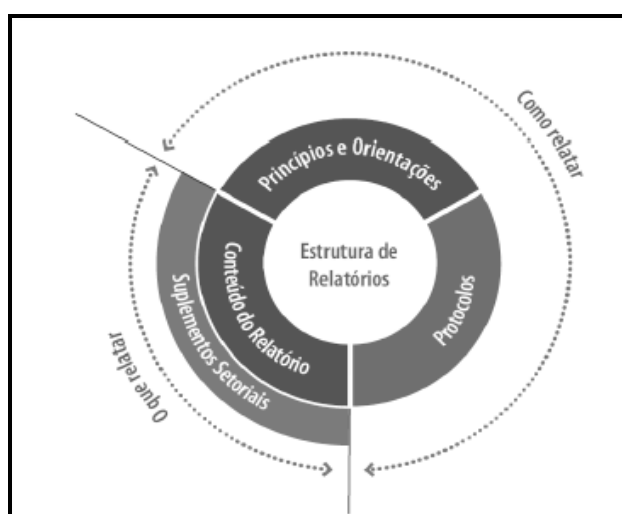 Como relatar
Princípios e Orientações
Estrutura de
Relatórios
Conteúdo do Relatório
Protocolos
Suplementos Setoriais
O que relatar